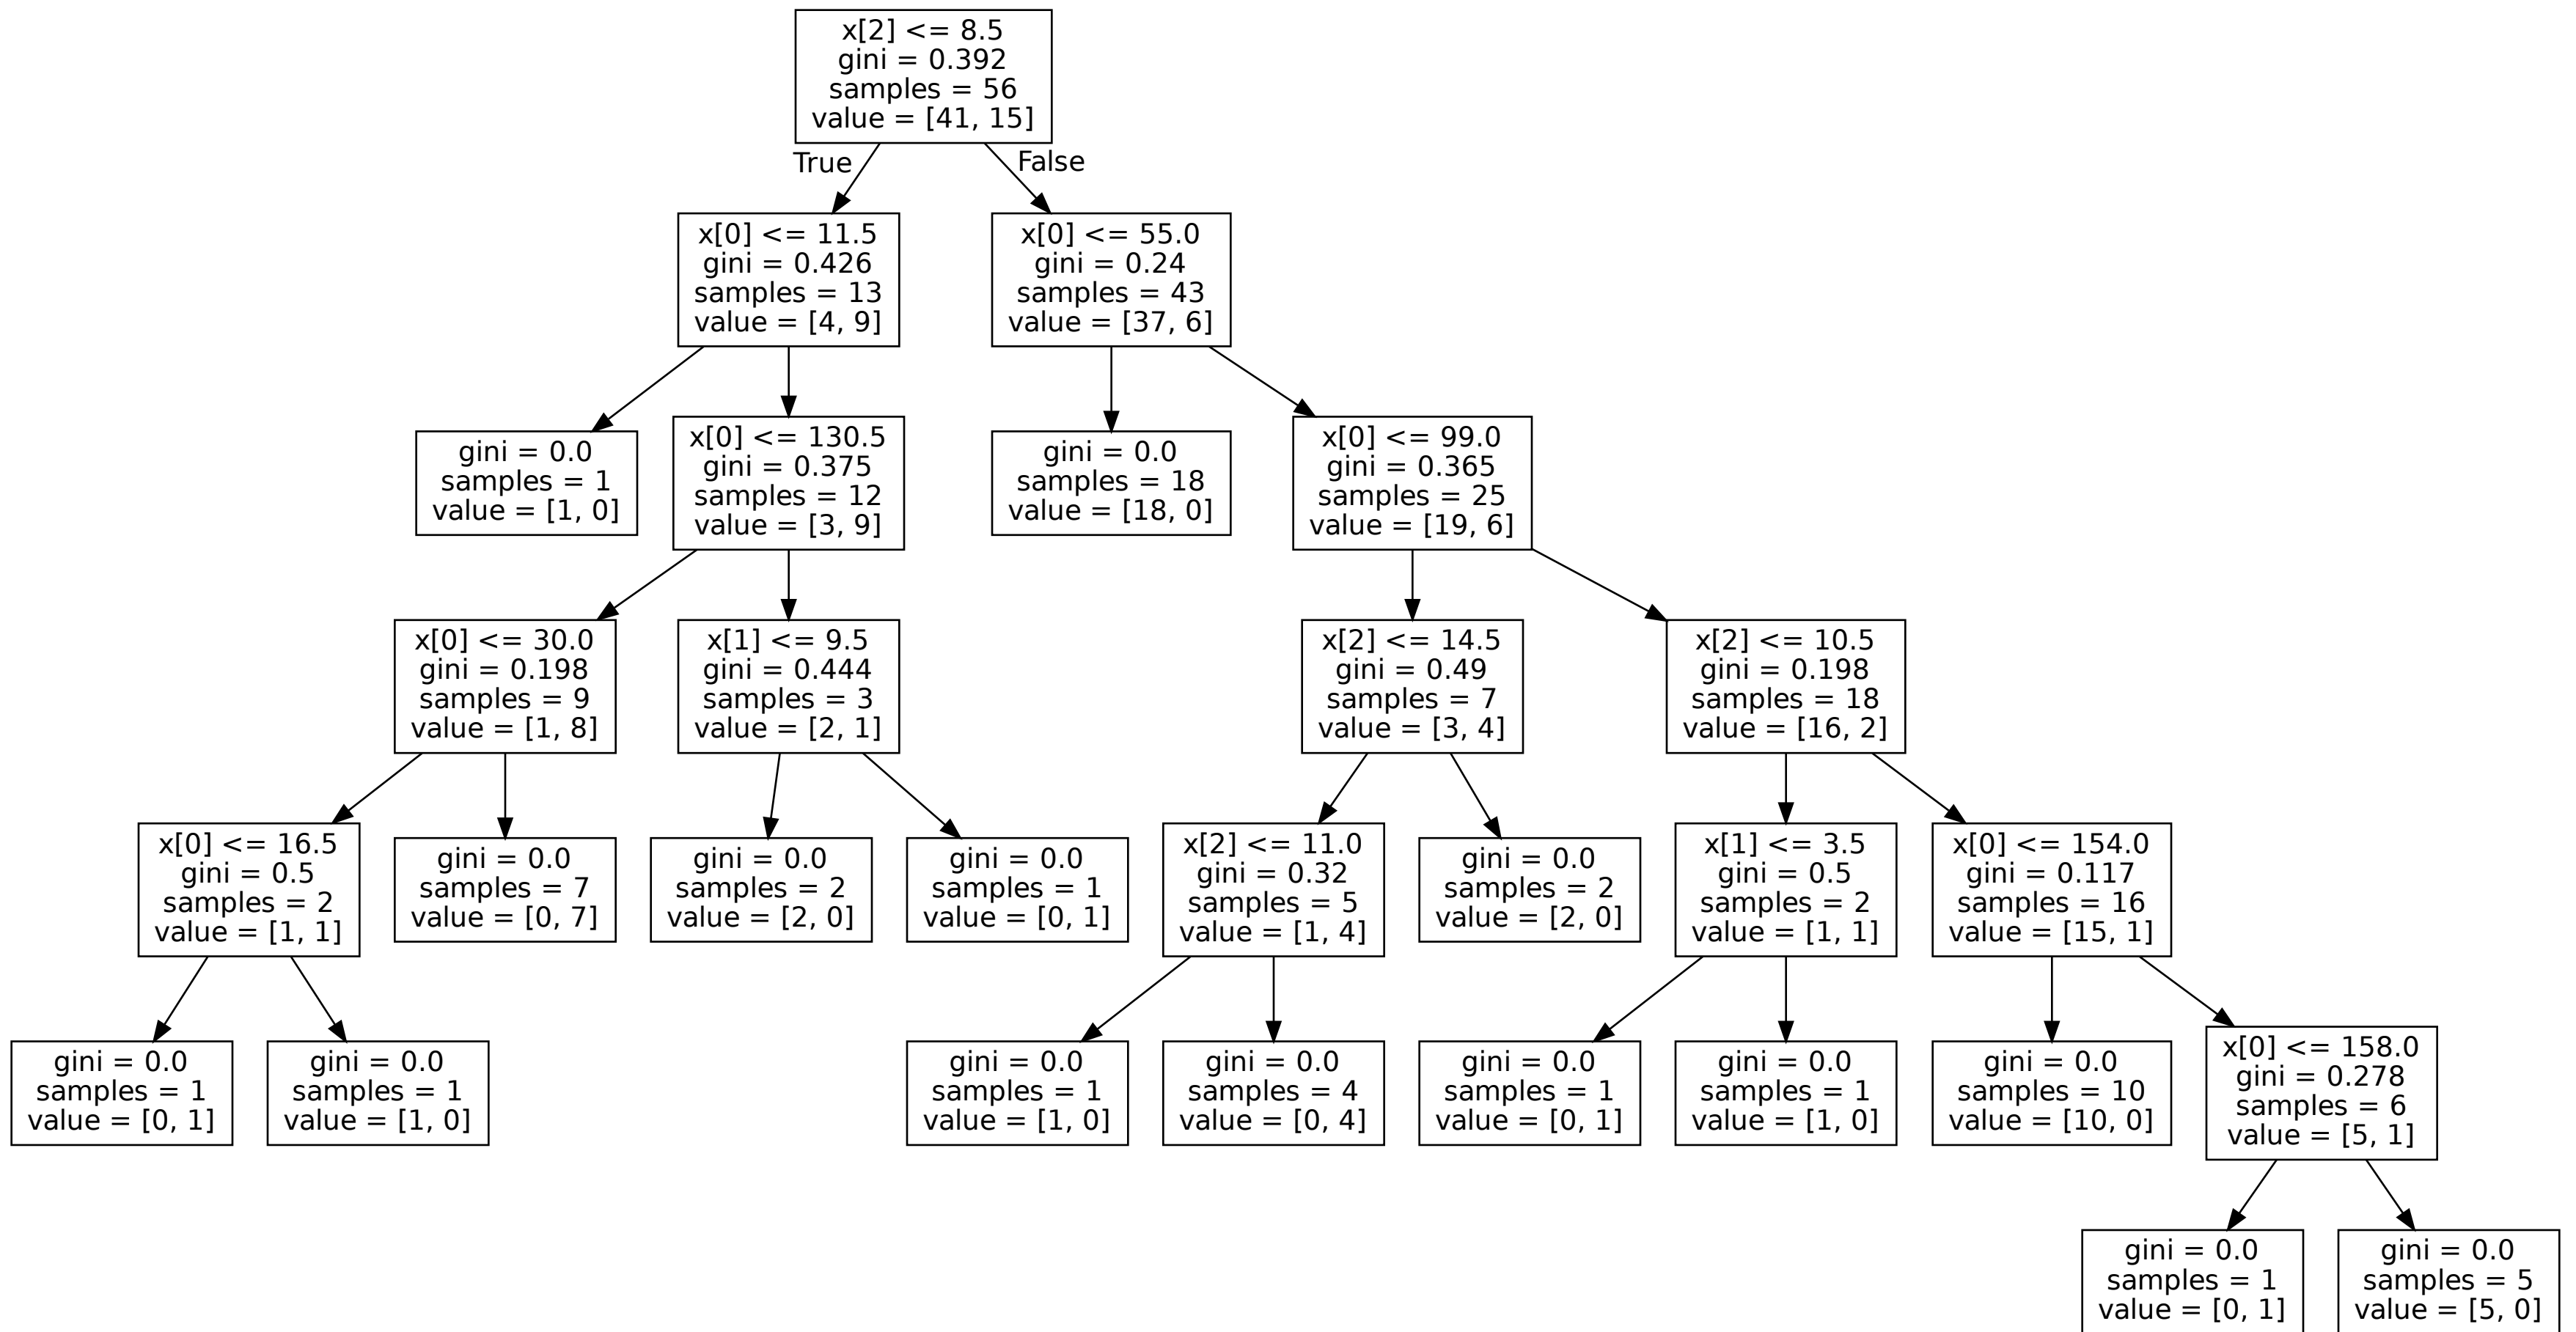 x[2] <= 8.5
gini = 0.392
samples = 56
value = [41, 15]
True
False
x[0] <= 11.5
gini = 0.426
samples = 13
value = [4, 9]
x[0] <= 55.0
gini = 0.24
samples = 43
value = [37, 6]
gini = 0.0
samples = 1
value = [1, 0]
x[0] <= 130.5
gini = 0.375
samples = 12
value = [3, 9]
gini = 0.0
samples = 18
value = [18, 0]
x[0] <= 99.0
gini = 0.365
samples = 25
value = [19, 6]
x[0] <= 30.0
gini = 0.198
samples = 9
value = [1, 8]
x[1] <= 9.5
gini = 0.444
samples = 3
value = [2, 1]
x[2] <= 14.5
gini = 0.49
samples = 7
value = [3, 4]
x[2] <= 10.5
gini = 0.198
samples = 18
value = [16, 2]
x[0] <= 16.5
gini = 0.5
samples = 2
value = [1, 1]
gini = 0.0
samples = 7
value = [0, 7]
gini = 0.0
samples = 2
value = [2, 0]
gini = 0.0
samples = 1
value = [0, 1]
x[2] <= 11.0
gini = 0.32
samples = 5
value = [1, 4]
gini = 0.0
samples = 2
value = [2, 0]
x[1] <= 3.5
gini = 0.5
samples = 2
value = [1, 1]
x[0] <= 154.0
gini = 0.117
samples = 16
value = [15, 1]
gini = 0.0
samples = 1
value = [0, 1]
gini = 0.0
samples = 1
value = [1, 0]
gini = 0.0
samples = 1
value = [1, 0]
gini = 0.0
samples = 4
value = [0, 4]
gini = 0.0
samples = 1
value = [0, 1]
gini = 0.0
samples = 1
value = [1, 0]
gini = 0.0
samples = 10
value = [10, 0]
x[0] <= 158.0
gini = 0.278
samples = 6
value = [5, 1]
gini = 0.0
samples = 1
value = [0, 1]
gini = 0.0
samples = 5
value = [5, 0]